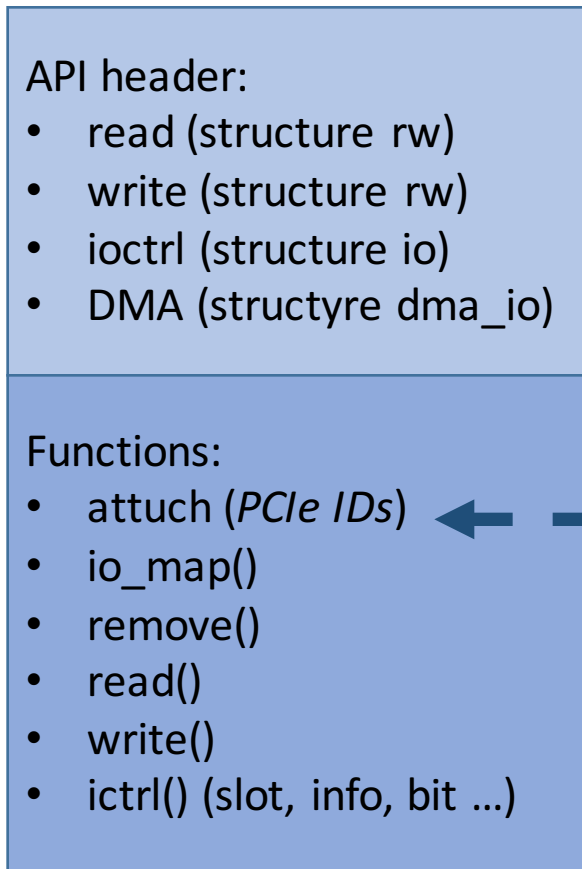 API header:
• read (structure rw)
• write (structure rw)
• ioctrl (structure io)
• DMA (structyre dma_io)
Functions:
• attuch (PCIe IDs)
• io_map()
• remove()
• read()
• write()
• ictrl() (slot, info, bit ...)